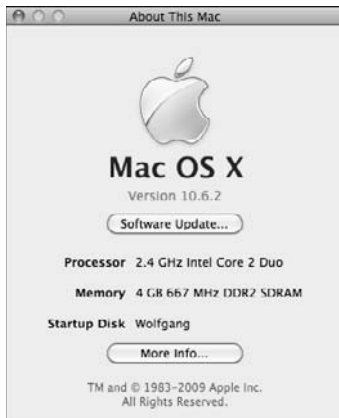 About This Mac
Mac OS X
Version 10.6.2
Software Update...
Processor 2.4 GHz Intel Core 2 Duo
Memory 4 GB 667 MHz DDR2 SDRAM
Startup Disk Wolfgang
More Info...
TM and © 1983-2009 Apple Inc.
All Rights Reserved.